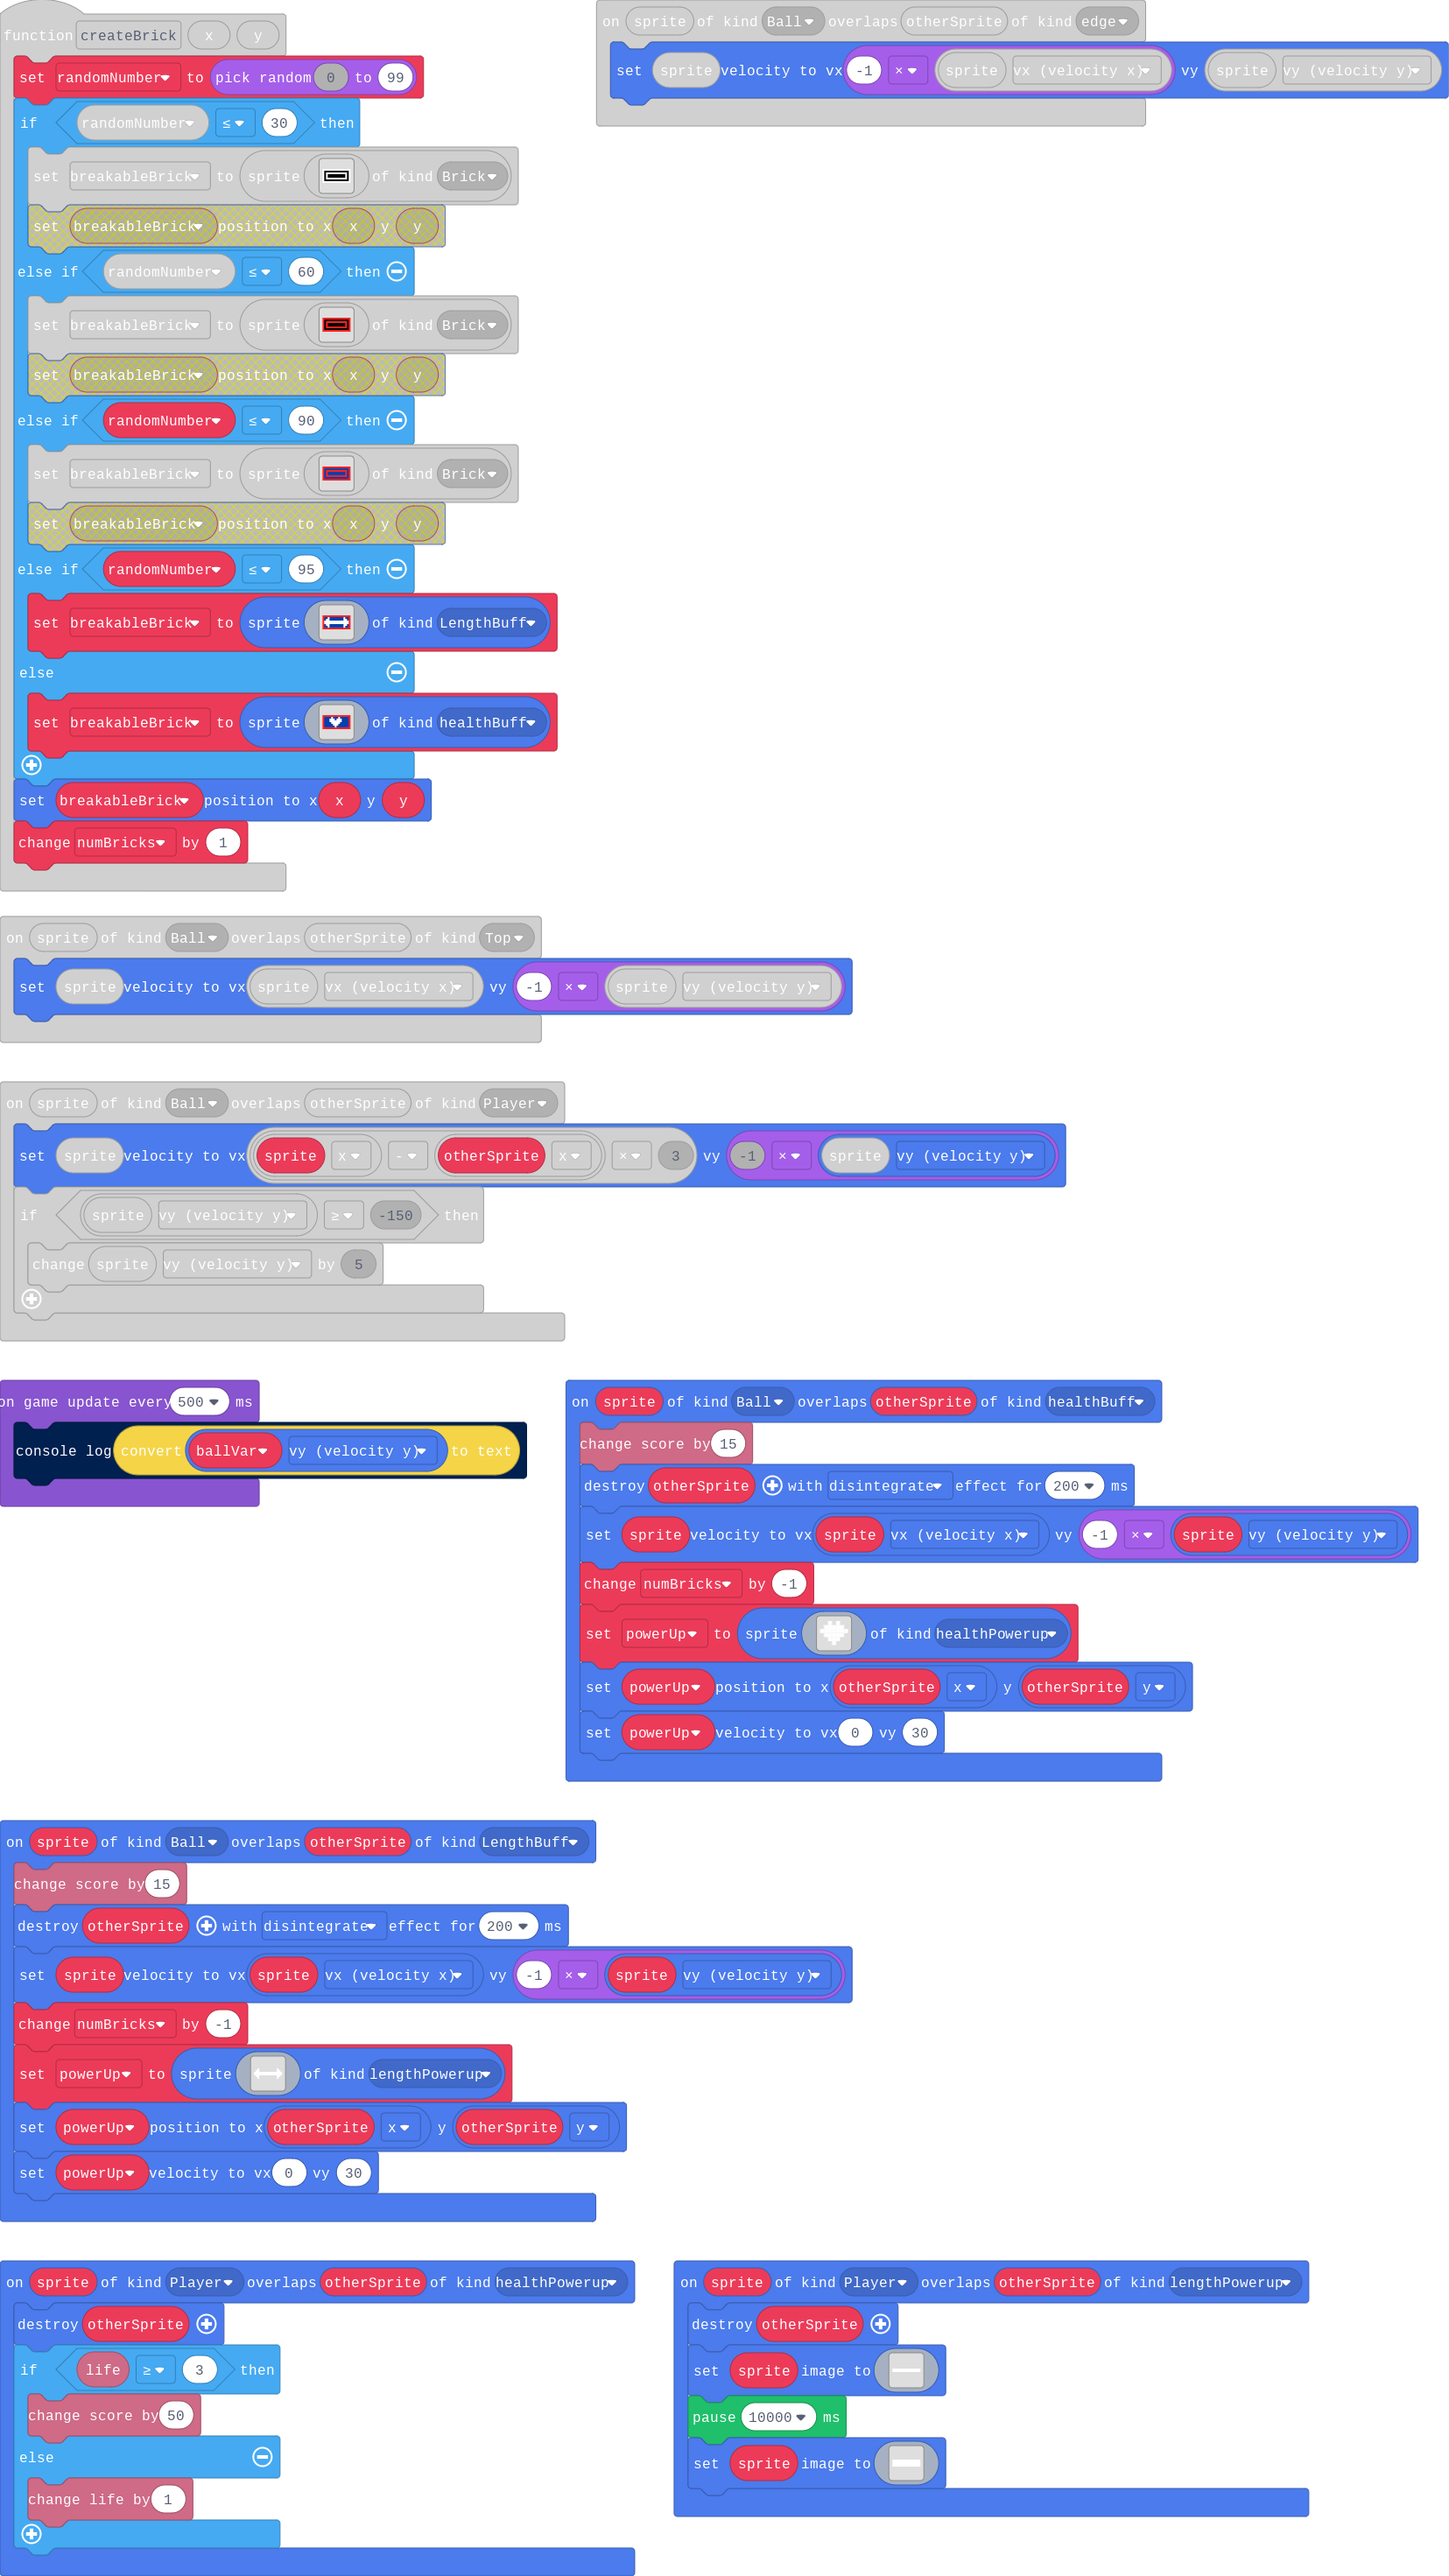 function createBrick x y
set randomNumber to pick random 0 to 99
if randomNumber ≤ 30 then
set breakableBrick to sprite of kind Brick
set breakableBrick position to x x y y
else if randomNumber ≤ 60 then
set breakableBrick to sprite of kind Brick
set breakableBrick position to x x y y
else if randomNumber ≤ 90 then
set breakableBrick to sprite of kind Brick
set breakableBrick position to x x y y
else if randomNumber ≤ 95 then
set breakableBrick to sprite of kind LengthBuff
else
set breakableBrick to sprite of kind healthBuff
set breakableBrick position to x x y y
change numBricks by 1
on sprite of kind Ball overlaps otherSprite of kind edge
set sprite velocity to vx -1 × sprite vx (velocity x) vy sprite vy (velocity y)
on sprite of kind Ball overlaps otherSprite of kind Top
set sprite velocity to vx sprite vx (velocity x) vy -1 × sprite vy (velocity y)
on sprite of kind Ball overlaps otherSprite of kind Player
set sprite velocity to vx sprite x - otherSprite x × 3 vy -1 × sprite vy (velocity y)
if sprite vy (velocity y) ≥ -150 then
change sprite vy (velocity y) by 5
on game update every 500 ms
console log convert ballVar vy (velocity y) to text
on sprite of kind Ball overlaps otherSprite of kind healthBuff
change score by 15
destroy otherSprite with disintegrate effect for 200 ms
set sprite velocity to vx sprite vx (velocity x) vy -1 × sprite vy (velocity y)
change numBricks by -1
set powerUp to sprite of kind healthPowerup
set powerUp position to x otherSprite x y otherSprite y
set powerUp velocity to vx 0 vy 30
on sprite of kind Ball overlaps otherSprite of kind LengthBuff
change score by 15
destroy otherSprite with disintegrate effect for 200 ms
set sprite velocity to vx sprite vx (velocity x) vy -1 × sprite vy (velocity y)
change numBricks by -1
set powerUp to sprite of kind lengthPowerup
set powerUp position to x otherSprite x y otherSprite y
set powerUp velocity to vx 0 vy 30
on sprite of kind Player overlaps otherSprite of kind healthPowerup
destroy otherSprite
if life ≥ 3 then
change score by 50
else
change life by 1
on sprite of kind Player overlaps otherSprite of kind lengthPowerup
destroy otherSprite
set sprite image to
pause 10000 ms
set sprite image to